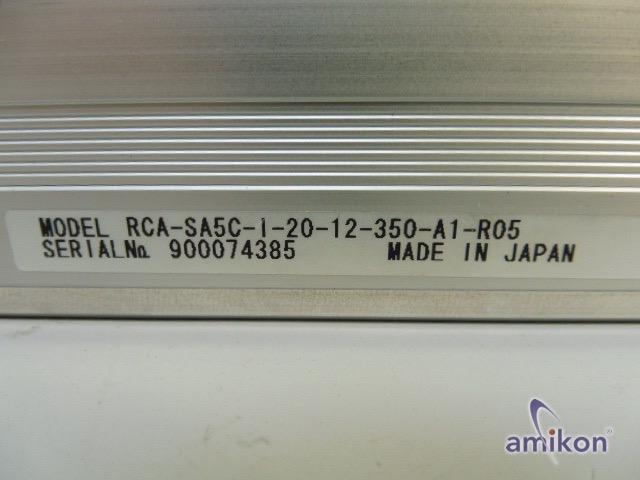 MODEL RCA-SA5C-I-20-12-350-A1-R05
SERIAL№ 900074385 MADE IN JAPAN
amikon®